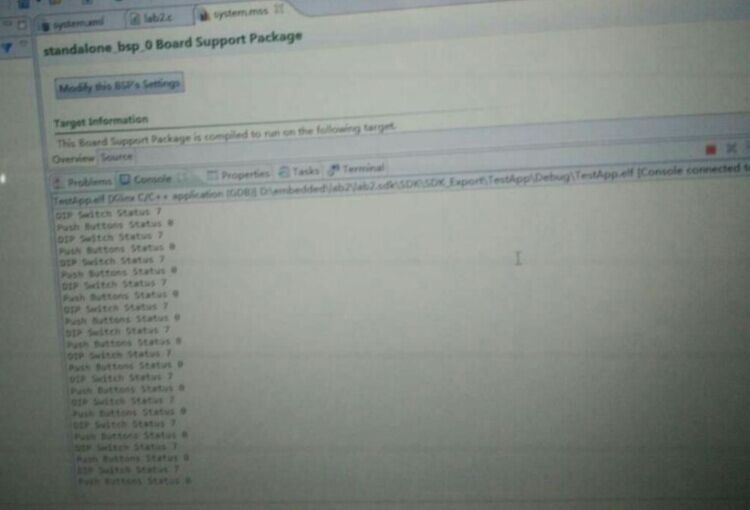 system.xml lab2.c system.mss
standalone_bsp_0 Board Support Package
Modify this BSP's Settings
Target Information
This Board Support Package is compiled to run on the following target.
Overview Source
Problems Console Properties Tasks Terminal
TestApp.elf [Xilinx C/C++ application (GDB)] D:\embedded\lab2\lab2.sdk\SDK\SDK_Export\TestApp\Debug\TestApp.elf [Console connected to
DIP Switch Status 7
Push Buttons Status 0
DIP Switch Status 7
Push Buttons Status 0
DIP Switch Status 7
Push Buttons Status 0
DIP Switch Status 7
Push Buttons Status 0
DIP Switch Status 7
Push Buttons Status 0
DIP Switch Status 7
Push Buttons Status 0
DIP Switch Status 7
Push Buttons Status 0
DIP Switch Status 7
Push Buttons Status 0
DIP Switch Status 7
Push Buttons Status 0
DIP Switch Status 7
Push Buttons Status 0
DIP Switch Status 7
Push Buttons Status 0
DIP Switch Status 7
Push Buttons Status 0